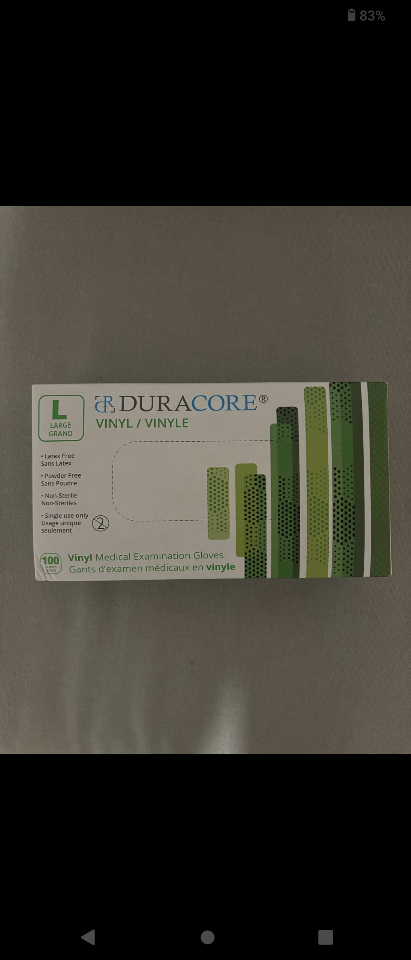 83%
L
LARGE
GRAND
DURACORE®
VINYL / VINYLE
• Latex Free
Sans Latex
• Powder Free
Sans Poudre
• Non-Sterile
Non-Stériles
• Single use only
Usage unique
seulement
2
100
Vinyl Medical Examination Gloves
Gants d'examen médicaux en vinyle